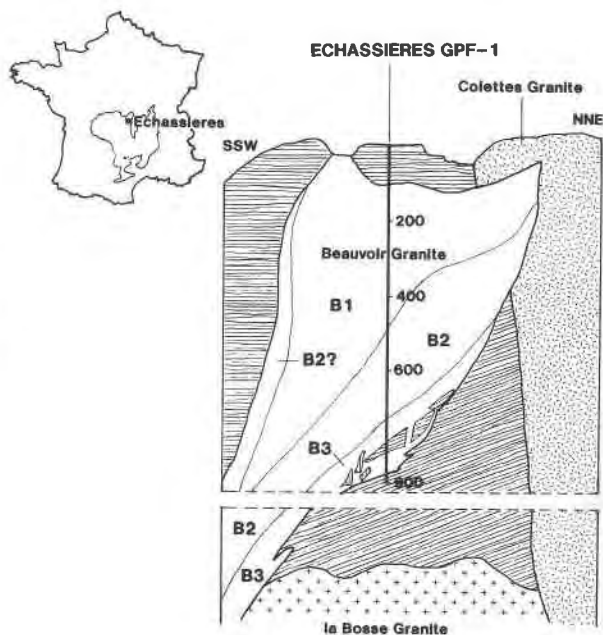 ECHASSIERES GPF-1
Colettes Granite
Echassieres
SSW
NNE
200
Beauvoir Granite
B1
400
B2
B2?
600
B3
800
B2
B3
la Bosse Granite